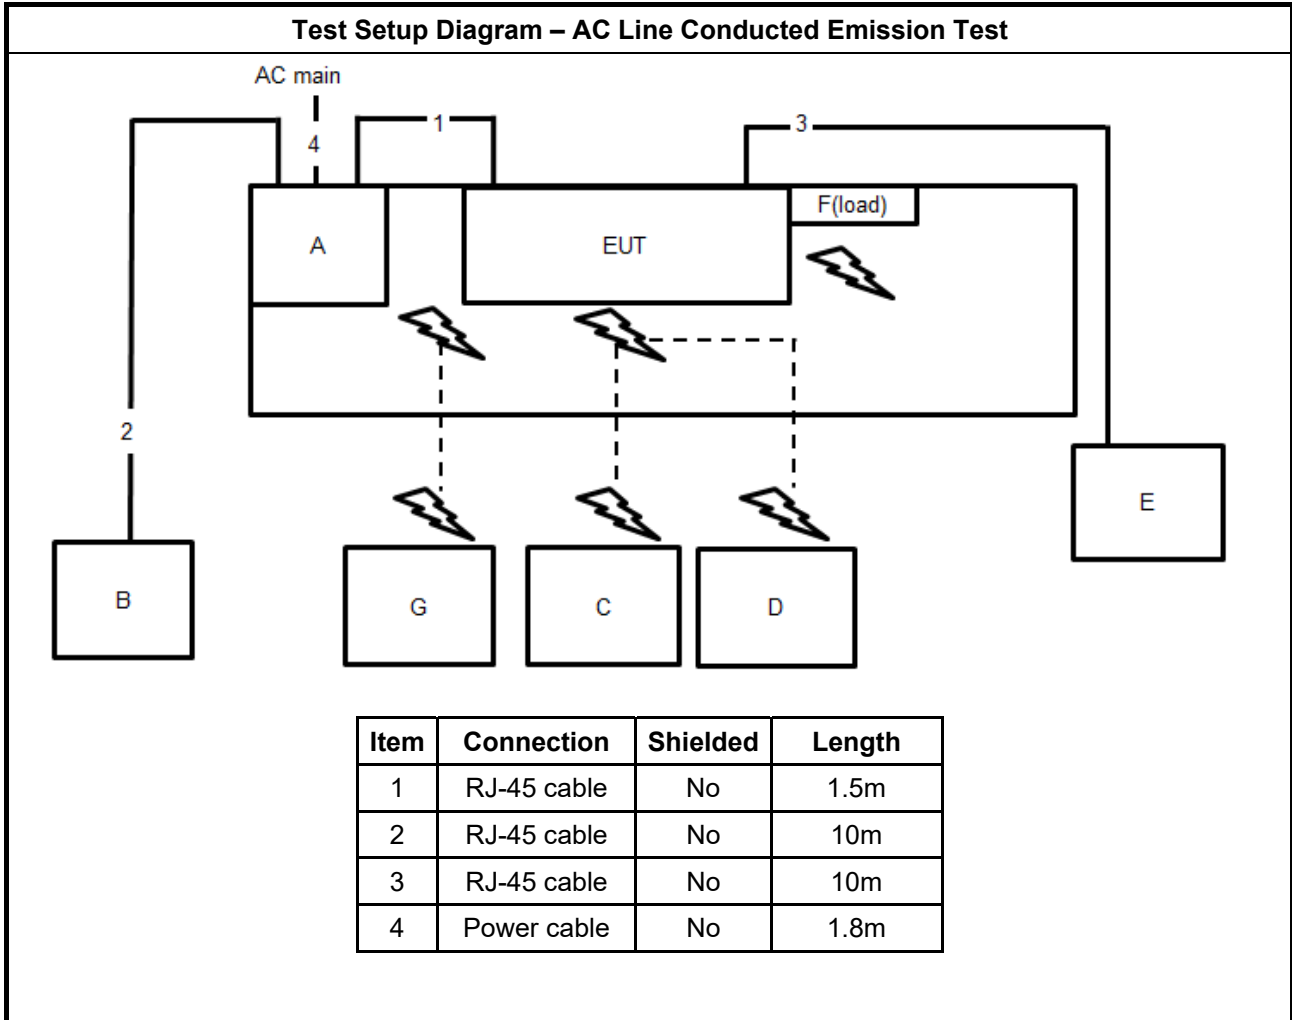 Test Setup Diagram – AC Line Conducted Emission Test
AC main
4
1
3
A
EUT
F(load)
2
E
B
G
C
D
Item Connection Shielded Length
1 RJ-45 cable No 1.5m
2 RJ-45 cable No 10m
3 RJ-45 cable No 10m
4 Power cable No 1.8m